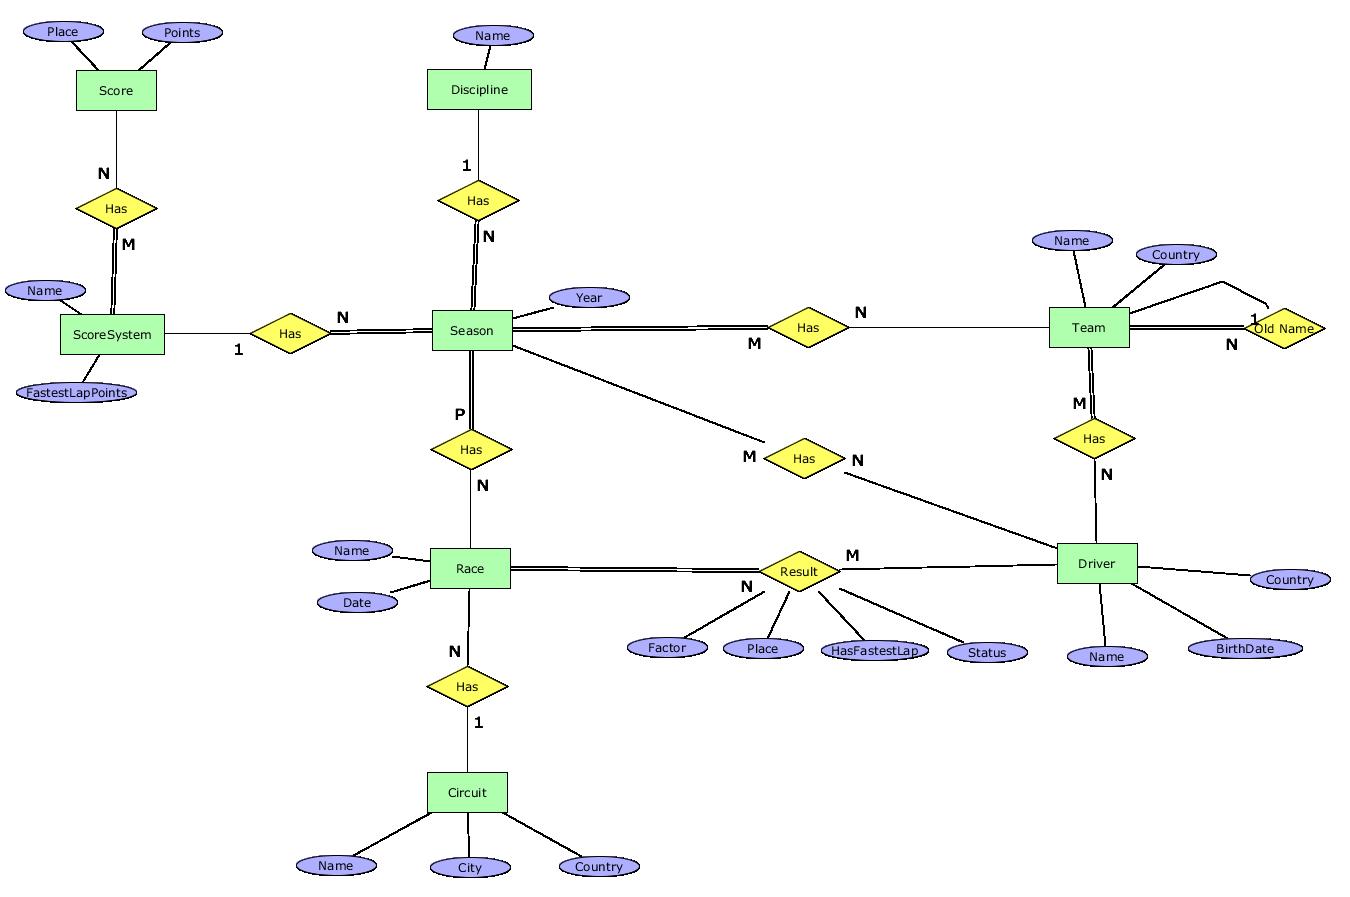 Place
Points
Name
Score
Discipline
N
1
Has
Has
M
N
Name
Name
Country
Name
Year
ScoreSystem
Has
N
1
Season
Has
N
M
Team
1
Old Name
N
FastestLapPoints
P
M
Has
N
Has
M
N
Has
N
Name
Race
Date
Result
N
M
Driver
Country
Factor
Place
HasFastestLap
Status
Name
BirthDate
N
Has
1
Circuit
Name
City
Country